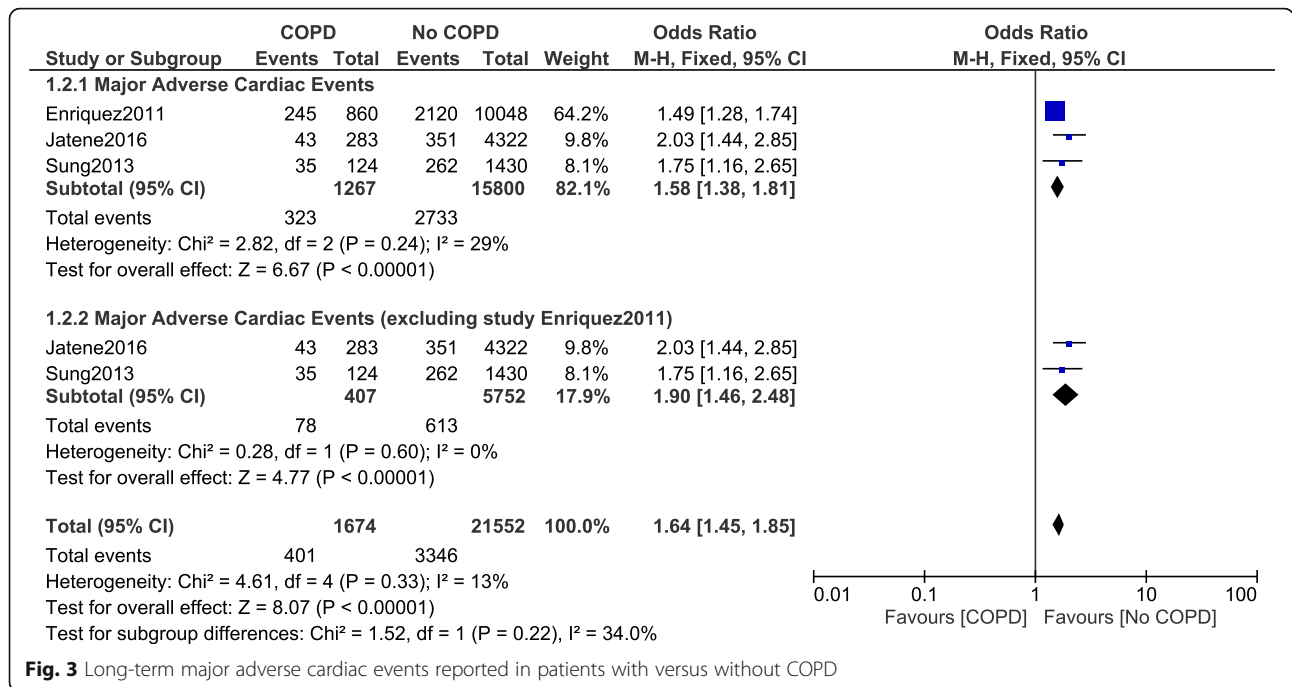 COPD No COPD Odds Ratio Odds Ratio
Study or Subgroup Events Total Events Total Weight M-H, Fixed, 95% CI M-H, Fixed, 95% CI
1.2.1 Major Adverse Cardiac Events
Enriquez2011 245 860 2120 10048 64.2% 1.49 [1.28, 1.74]
Jatene2016 43 283 351 4322 9.8% 2.03 [1.44, 2.85]
Sung2013 35 124 262 1430 8.1% 1.75 [1.16, 2.65]
Subtotal (95% CI) 1267 15800 82.1% 1.58 [1.38, 1.81]
Total events 323 2733
Heterogeneity: Chi² = 2.82, df = 2 (P = 0.24); I² = 29%
Test for overall effect: Z = 6.67 (P < 0.00001)
1.2.2 Major Adverse Cardiac Events (excluding study Enriquez2011)
Jatene2016 43 283 351 4322 9.8% 2.03 [1.44, 2.85]
Sung2013 35 124 262 1430 8.1% 1.75 [1.16, 2.65]
Subtotal (95% CI) 407 5752 17.9% 1.90 [1.46, 2.48]
Total events 78 613
Heterogeneity: Chi² = 0.28, df = 1 (P = 0.60); I² = 0%
Test for overall effect: Z = 4.77 (P < 0.00001)
Total (95% CI) 1674 21552 100.0% 1.64 [1.45, 1.85]
Total events 401 3346
Heterogeneity: Chi² = 4.61, df = 4 (P = 0.33); I² = 13%
Test for overall effect: Z = 8.07 (P < 0.00001)
Test for subgroup differences: Chi² = 1.52, df = 1 (P = 0.22), I² = 34.0%
0.01 0.1 1 10 100
Favours [COPD] Favours [No COPD]
Fig. 3 Long-term major adverse cardiac events reported in patients with versus without COPD